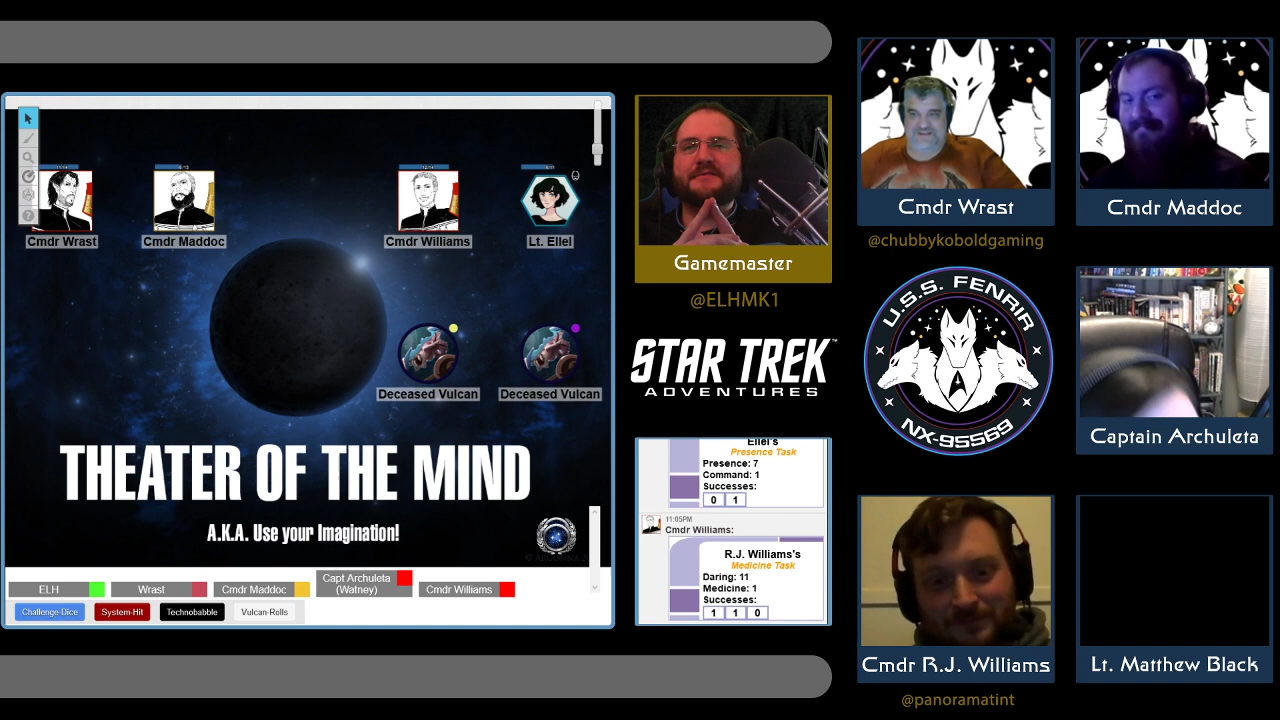 Cmdr Wrast
Cmdr Maddoc
Cmdr Williams
Lt. Ellel
Deceased Vulcan
Deceased Vulcan
THEATER OF THE MIND
A.K.A. Use your Imagination!
ELH
Wrast
Cmdr Maddoc
Capt Archuleta
(Watney)
Cmdr Williams
Challenge-Dice
System-Hit
Technobabble
Vulcan-Rolls
Gamemaster
@ELHMK1
STAR TREK
ADVENTURES
Ellel's
Presence Task
Presence: 7
Command: 1
Successes:
0 1
11:05PM
Cmdr Williams:
R.J. Williams's
Medicine Task
Daring: 11
Medicine: 1
Successes:
1 1 0
Cmdr Wrast
@chubbykoboldgaming
Cmdr Maddoc
U.S.S. FENRIR
NX-95569
Captain Archuleta
Cmdr R.J. Williams
@panoramatint
Lt. Matthew Black